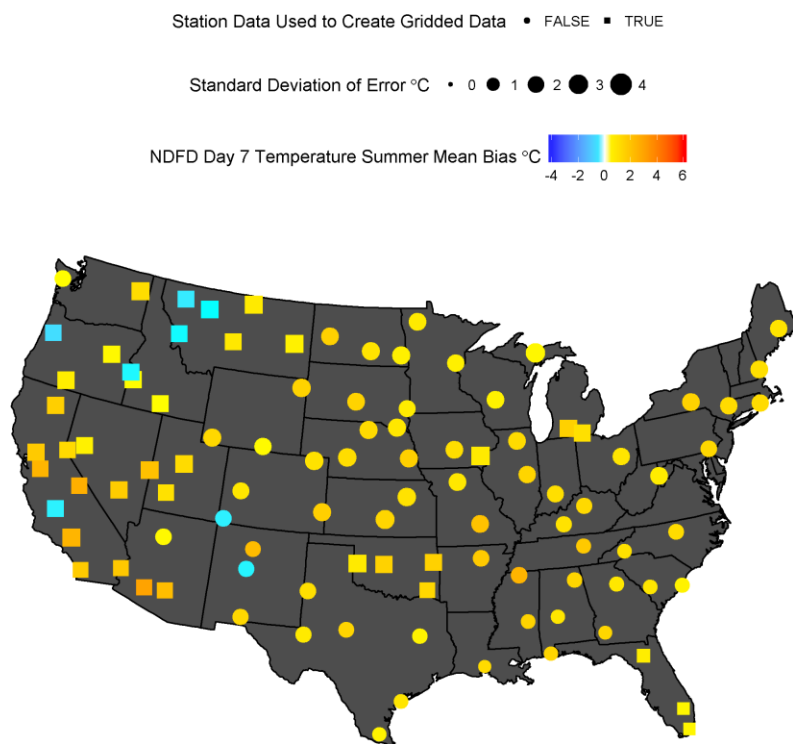 Station Data Used to Create Gridded Data FALSE TRUE
Standard Deviation of Error °C 0 1 2 3 4
NDFD Day 7 Temperature Summer Mean Bias °C
-4 -2 0 2 4 6